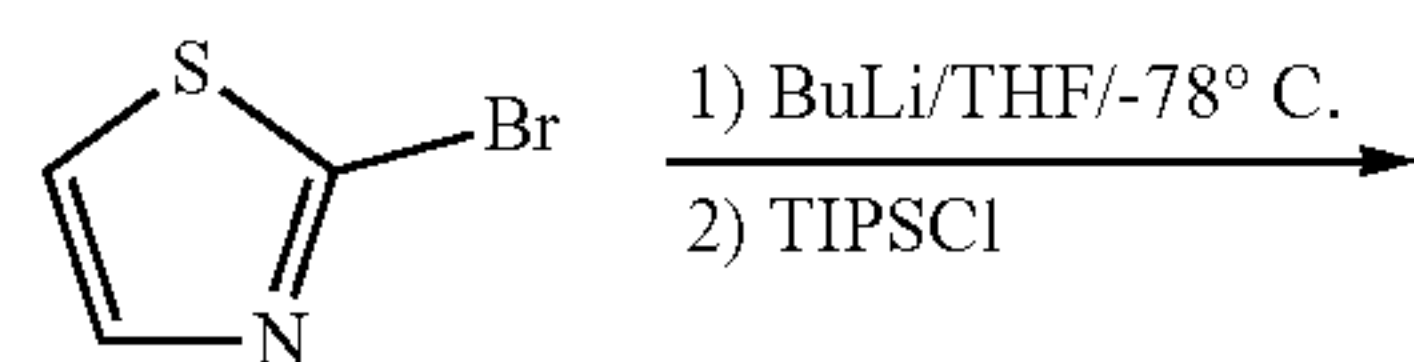 S
Br
N
1) BuLi/THF/-78° C.
2) TIPSCl